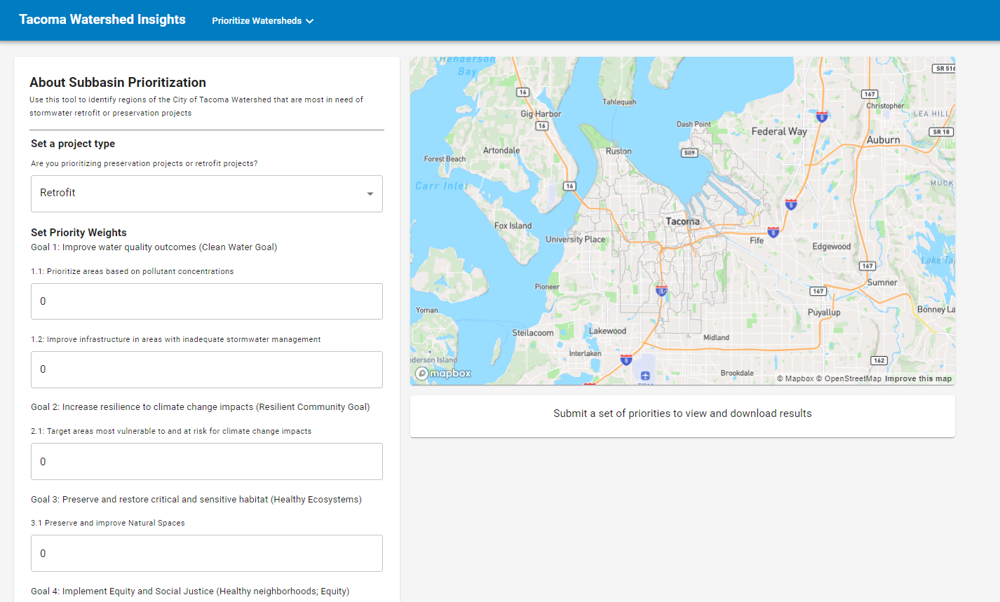 Tacoma Watershed Insights
Prioritize Watersheds
About Subbasin Prioritization
Use this tool to identify regions of the City of Tacoma Watershed that are most in need of
stormwater retrofit or preservation projects
Set a project type
Are you prioritizing preservation projects or retrofit projects?
Retrofit
Set Priority Weights
Goal 1: Improve water quality outcomes (Clean Water Goal)
1.1: Prioritize areas based on pollutant concentrations
0
1.2: Improve infrastructure in areas with inadequate stormwater management
0
Goal 2: Increase resilience to climate change impacts (Resilient Community Goal)
2.1: Target areas most vulnerable to and at risk for climate change impacts
0
Goal 3: Preserve and restore critical and sensitive habitat (Healthy Ecosystems)
3.1 Preserve and improve Natural Spaces
0
Goal 4: Implement Equity and Social Justice (Healthy neighborhoods; Equity)
Henderson
Bay
SR 516
16
167
Tahlequah
Christopher
Gig Harbor
LEA HILL
5
16
Dash Point
Federal Way
SR 18
Auburn
Artondale
Ruston
509
Forest Beach
Carr Inlet
16
MUCK
5
Tacoma
Fox Island
5
University Place
Fife
Edgewood
Lake Ta
167
Sumner
Pioneer
167
5
Yoman
Bonney La
Puyallup
Steilacoom
Lakewood
Midland
Interlaken
derson Island
5
162
Brookdale
mapbox
© Mapbox © OpenStreetMap Improve this map
Submit a set of priorities to view and download results